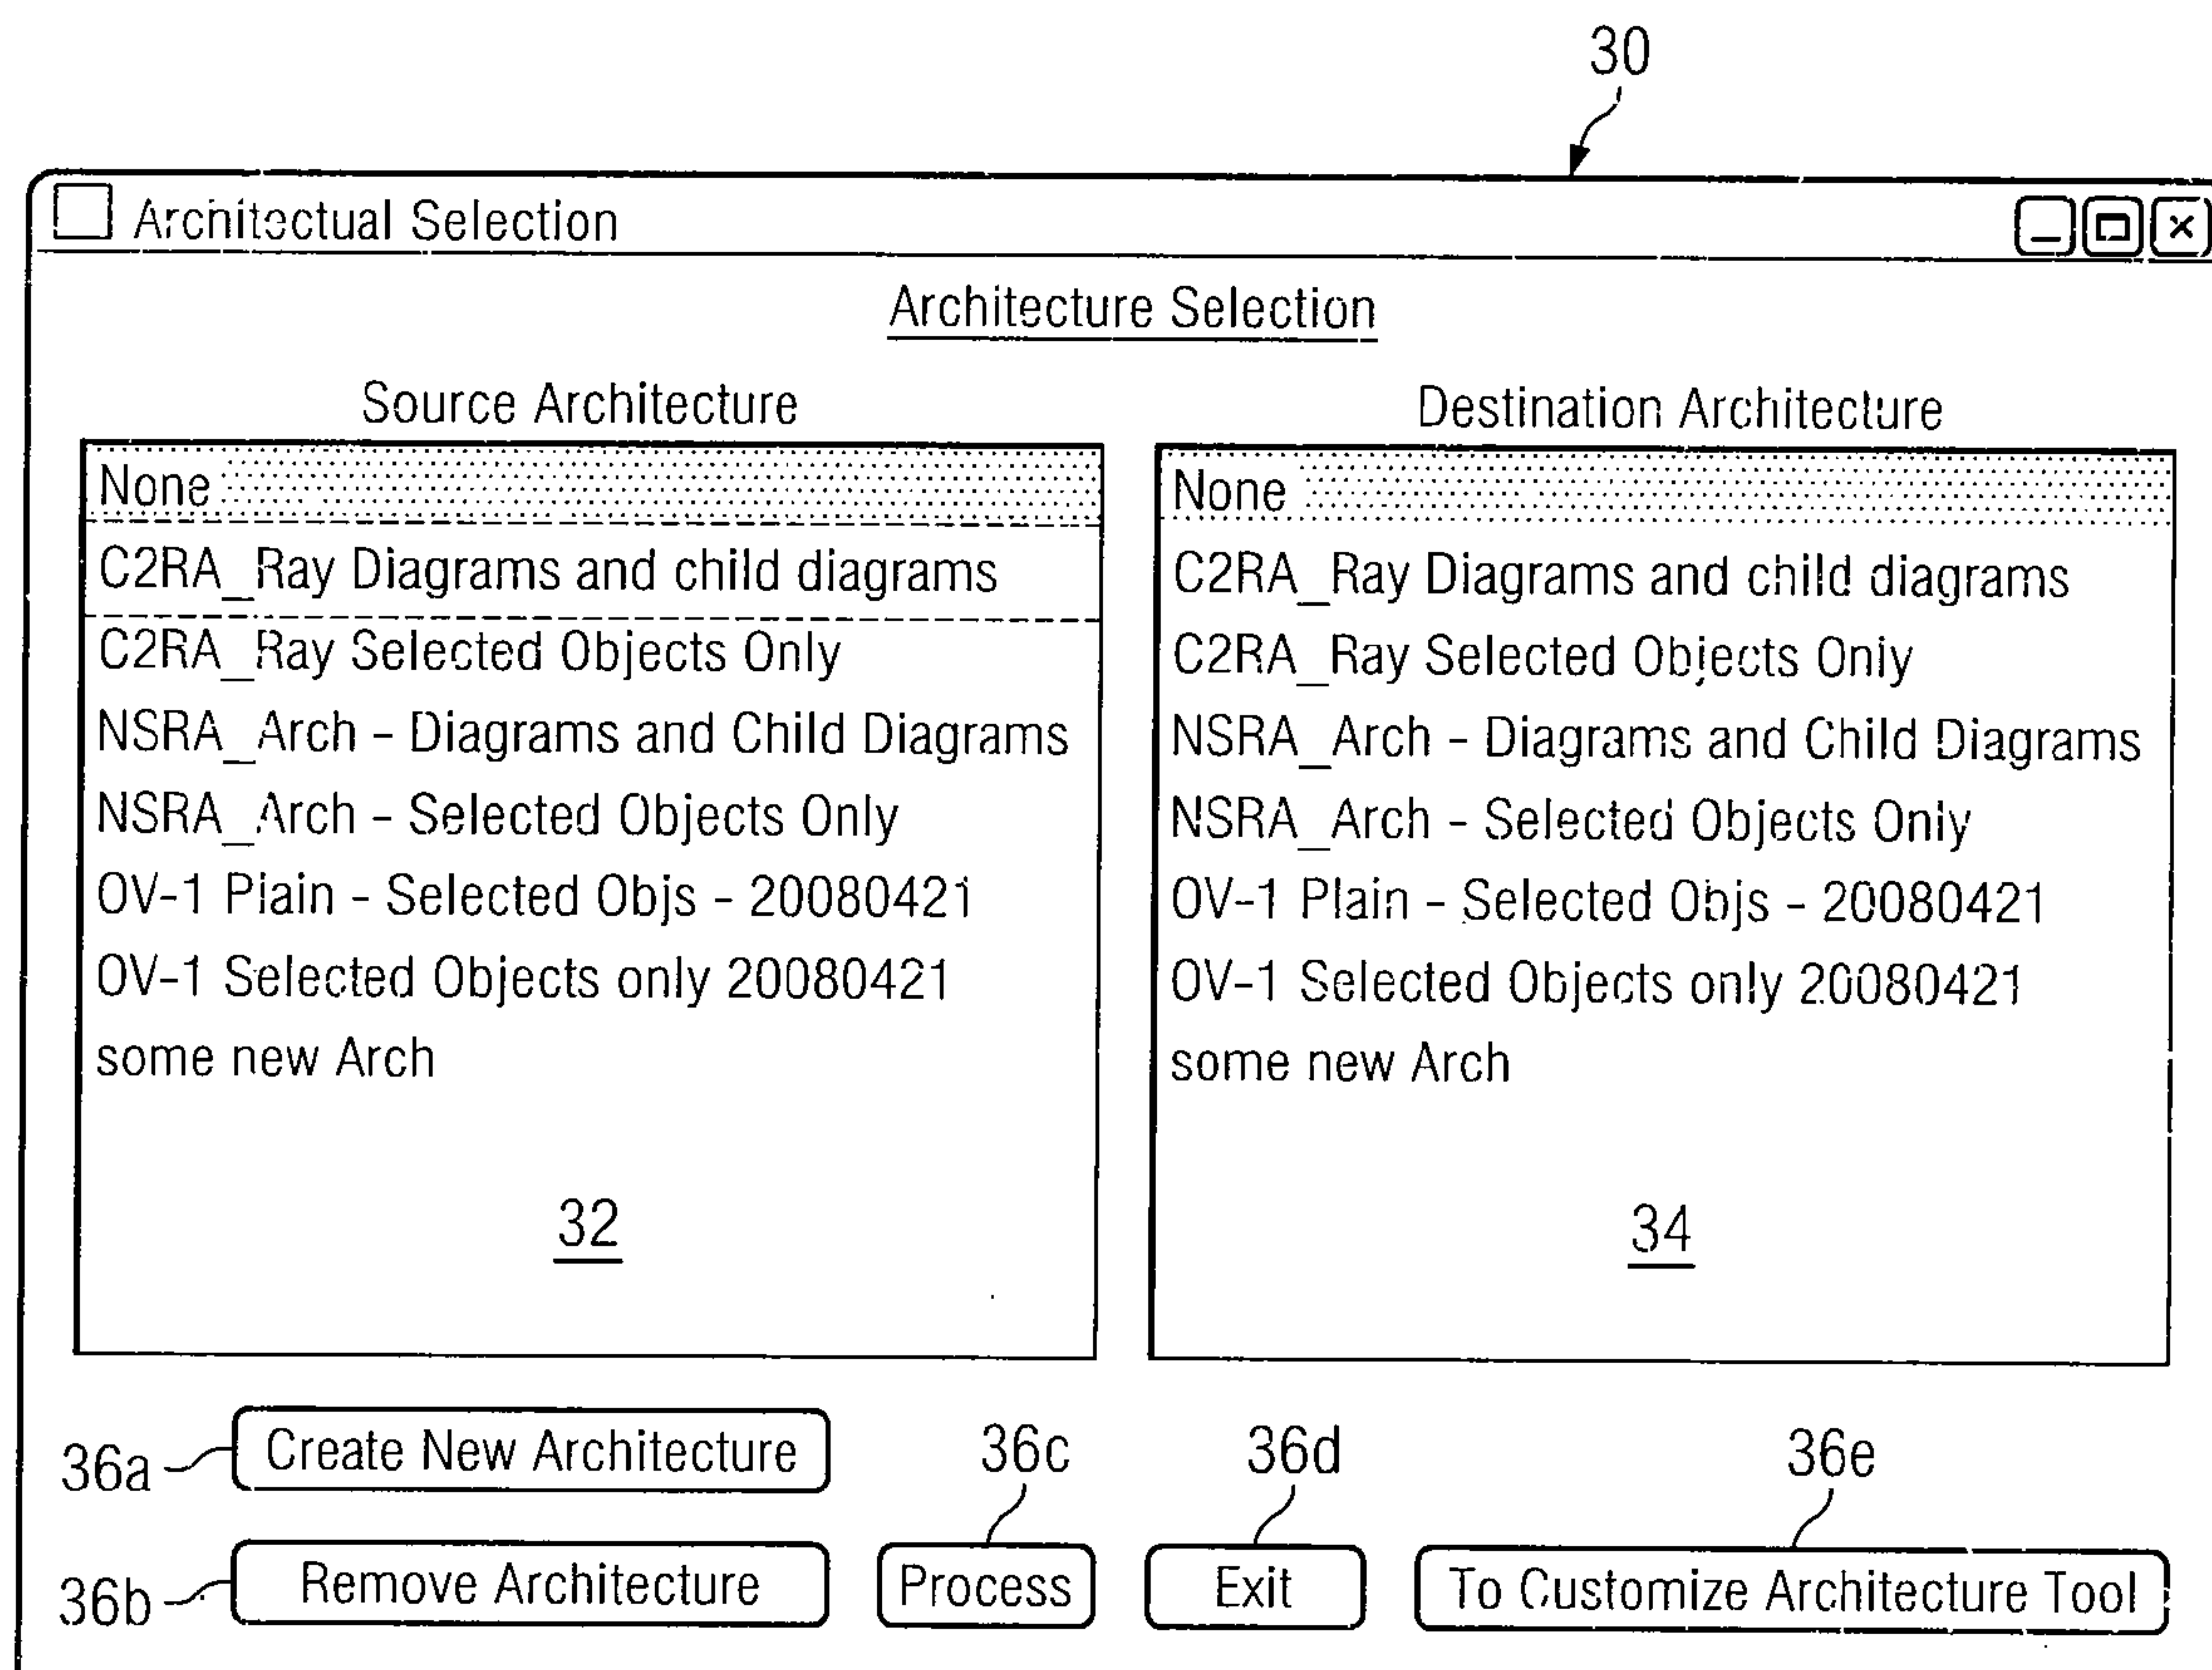 30
Architectual Selection
Architecture Selection
Source Architecture
None
C2RA_Ray Diagrams and child diagrams
C2RA_Ray Selected Objects Only
NSRA_Arch - Diagrams and Child Diagrams
NSRA_Arch - Selected Objects Only
OV-1 Plain - Selected Objs - 20080421
OV-1 Selected Objects only 20080421
some new Arch
32
Destination Architecture
None
C2RA_Ray Diagrams and child diagrams
C2RA_Ray Selected Objects Only
NSRA_Arch - Diagrams and Child Diagrams
NSRA_Arch - Selected Objects Only
OV-1 Plain - Selected Objs - 20080421
OV-1 Selected Objects only 20080421
some new Arch
34
36a
Create New Architecture
36b
Remove Architecture
36c
Process
36d
Exit
36e
To Customize Architecture Tool